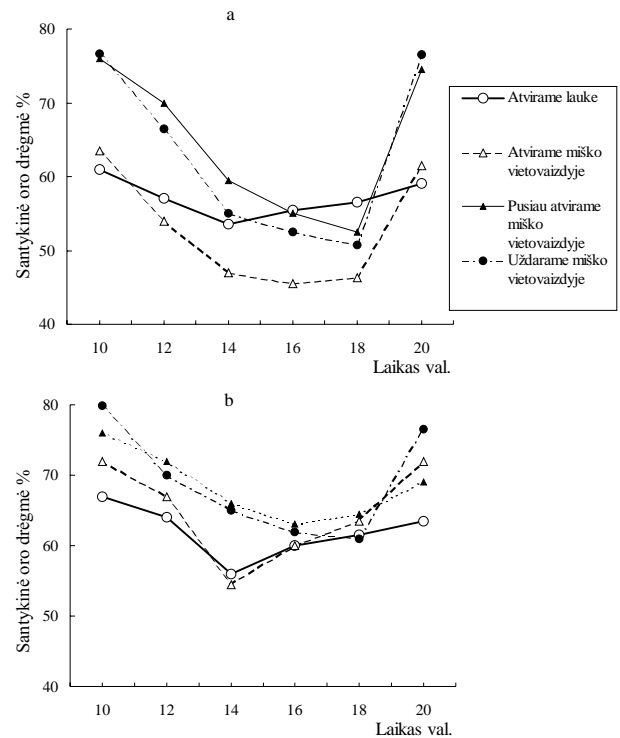 a
80
70
60
50
40
Santykinė oro drėgmė %
10 12 14 16 18 20
Laikas val.
Atvirame lauke
Atvirame miško
vietovaizdyje
Pusiau atvirame
miško
vietovaizdyje
Uždarame miško
vietovaizdyje
b
80
70
60
50
40
Santykinė oro drėgmė %
10 12 14 16 18 20
Laikas val.